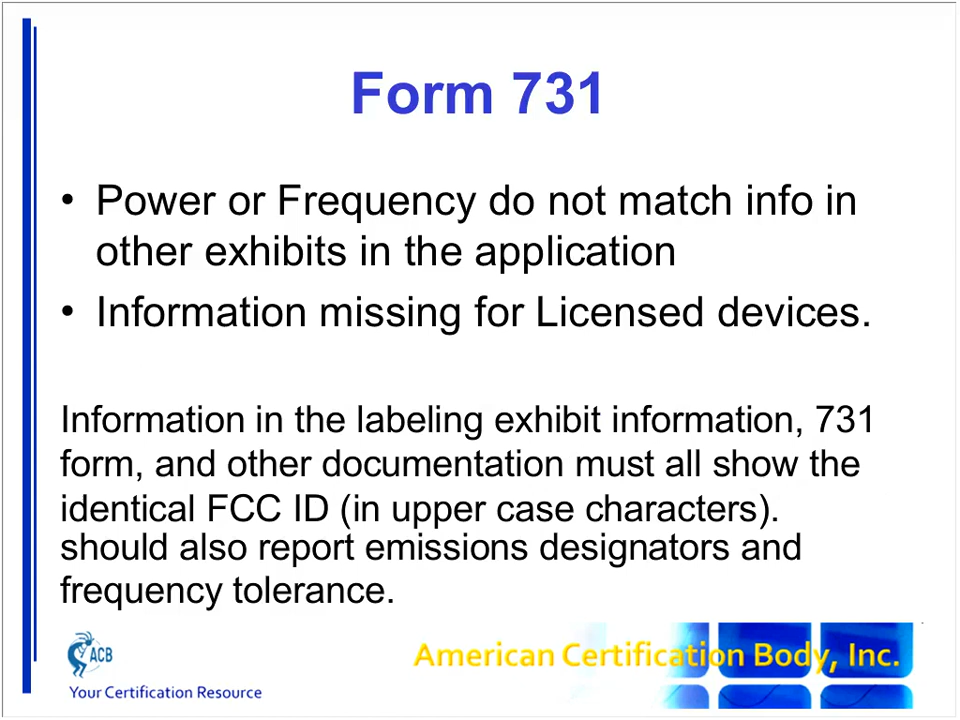 Form 731
• Power or Frequency do not match info in
other exhibits in the application
• Information missing for Licensed devices.
Information in the labeling exhibit information, 731
form, and other documentation must all show the
identical FCC ID (in upper case characters).
should also report emissions designators and
frequency tolerance.
ACB
American Certification Body, Inc.
Your Certification Resource